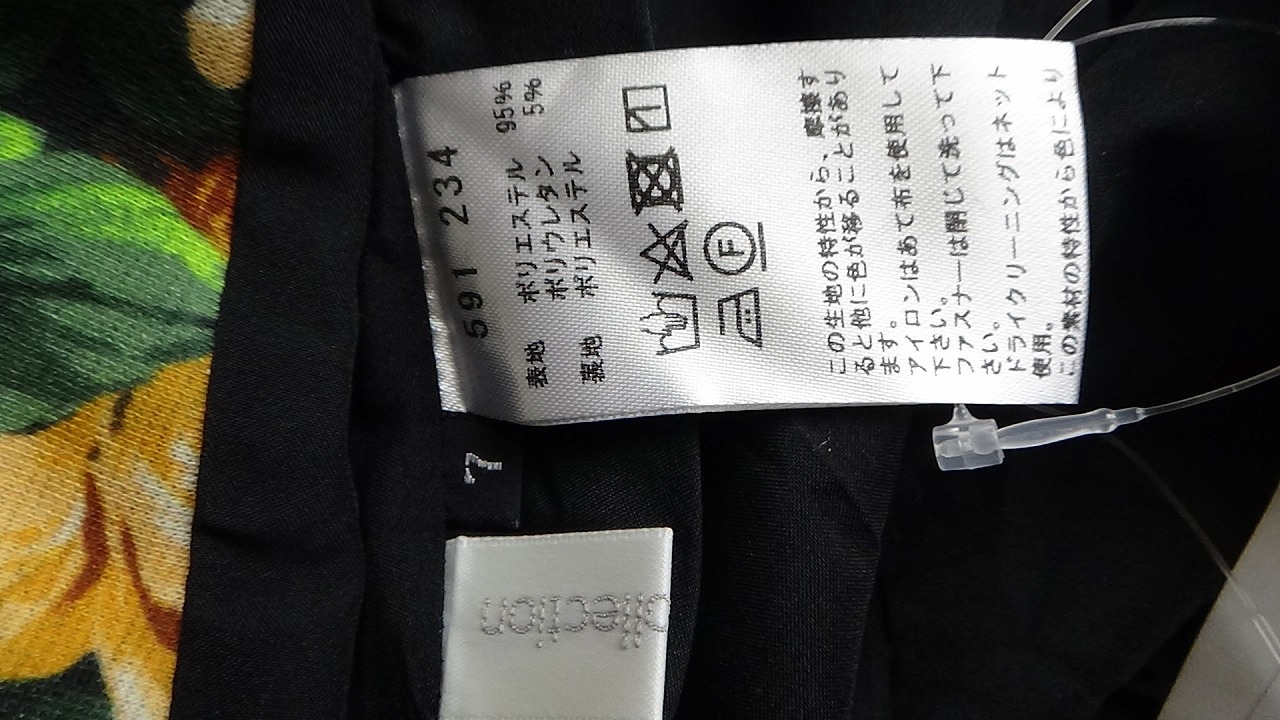 591 234
表地 ポリエステル 95%
ポリウレタン 5%
裏地 ポリエステル
F
この生地の特性から、摩擦す
ると他に色が移ることがあり
ます。
アイロンはあて布を使用して
下さい。
ファスナーは閉じて洗って下
さい。
ドライクリーニングはネット
使用。
この素材の特性から色により
7
ollection